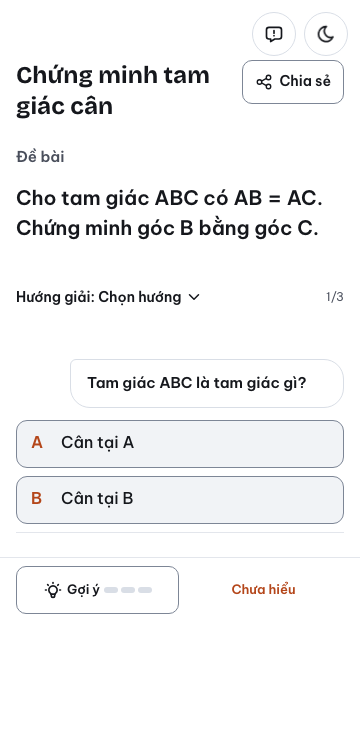 Chứng minh tam
giác cân
Chia sẻ
Đề bài
Cho tam giác ABC có AB = AC.
Chứng minh góc B bằng góc C.
Hướng giải: Chọn hướng
1/3
Tam giác ABC là tam giác gì?
A Cân tại A
B Cân tại B
Gợi ý
Chưa hiểu